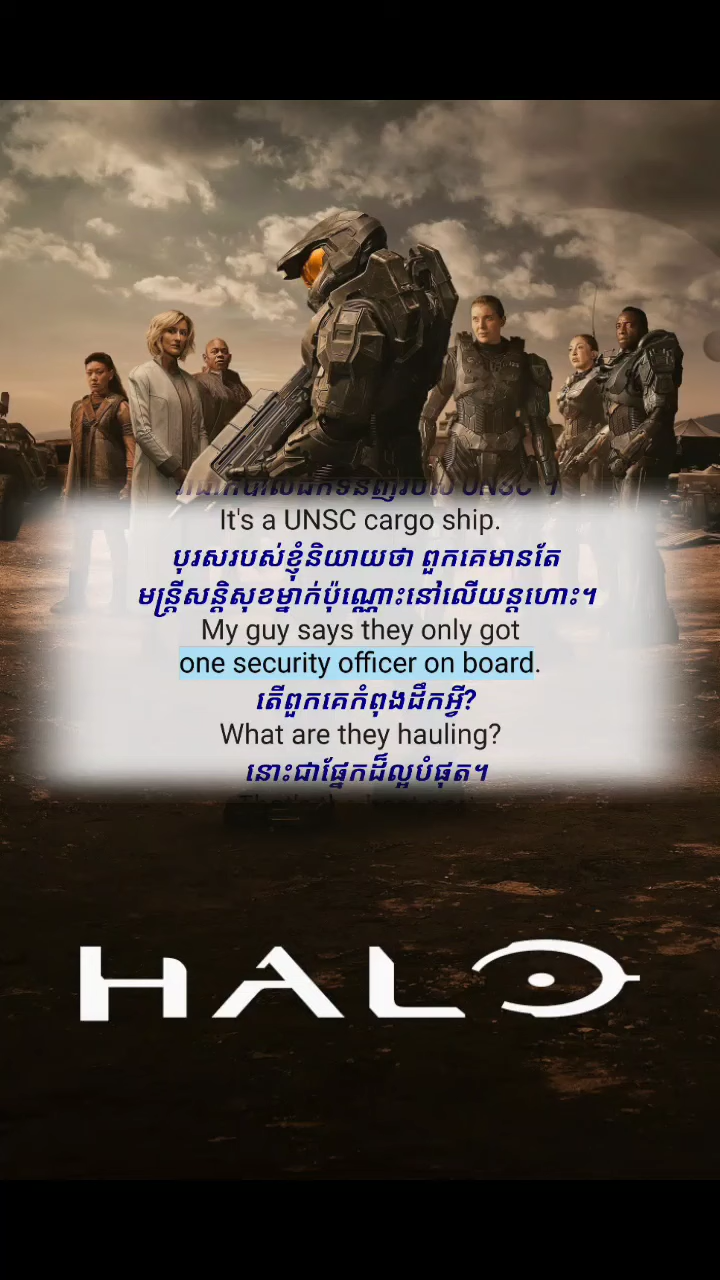 It's a UNSC cargo ship.
បុរសរបស់ខ្ញុំនិយាយថា ពួកគេមានតែ
មន្ត្រីសន្តិសុខម្នាក់ប៉ុណ្ណោះនៅលើយន្តហោះ។
My guy says they only got
one security officer on board.
តើពួកគេកំពុងដឹកអ្វី?
What are they hauling?
នោះជាផ្នែកដ៏ល្អបំផុត។
HALO